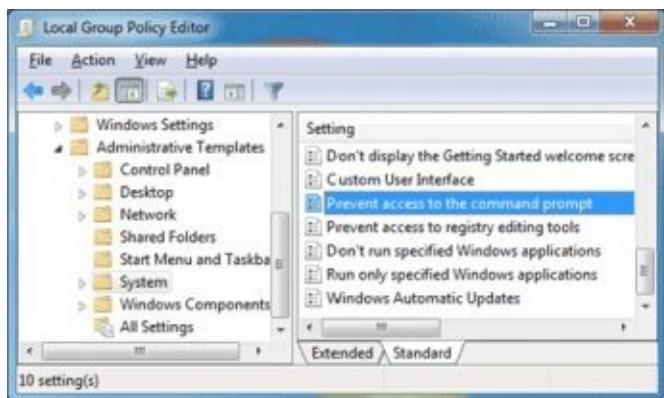 Local Group Policy Editor
File Action View Help
Windows Settings
Administrative Templates
Control Panel
Desktop
Network
Shared Folders
Start Menu and Taskba
System
Windows Components
All Settings
Setting
Don't display the Getting Started welcome scre
Custom User Interface
Prevent access to the command prompt
Prevent access to registry editing tools
Don't run specified Windows applications
Run only specified Windows applications
Windows Automatic Updates
Extended Standard
10 setting(s)